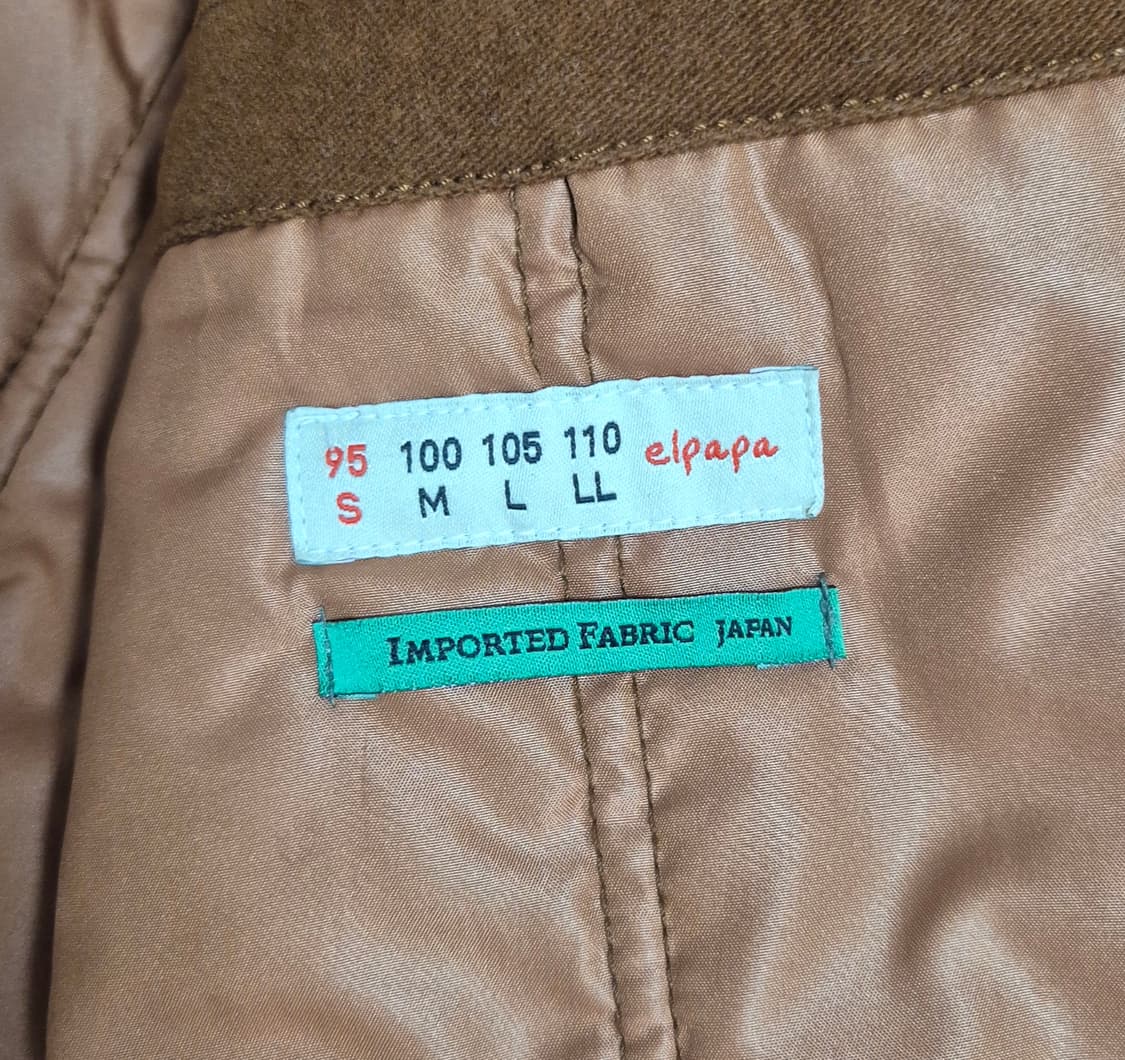 95 100 105 110 elpapa
S M L LL
IMPORTED FABRIC JAPAN